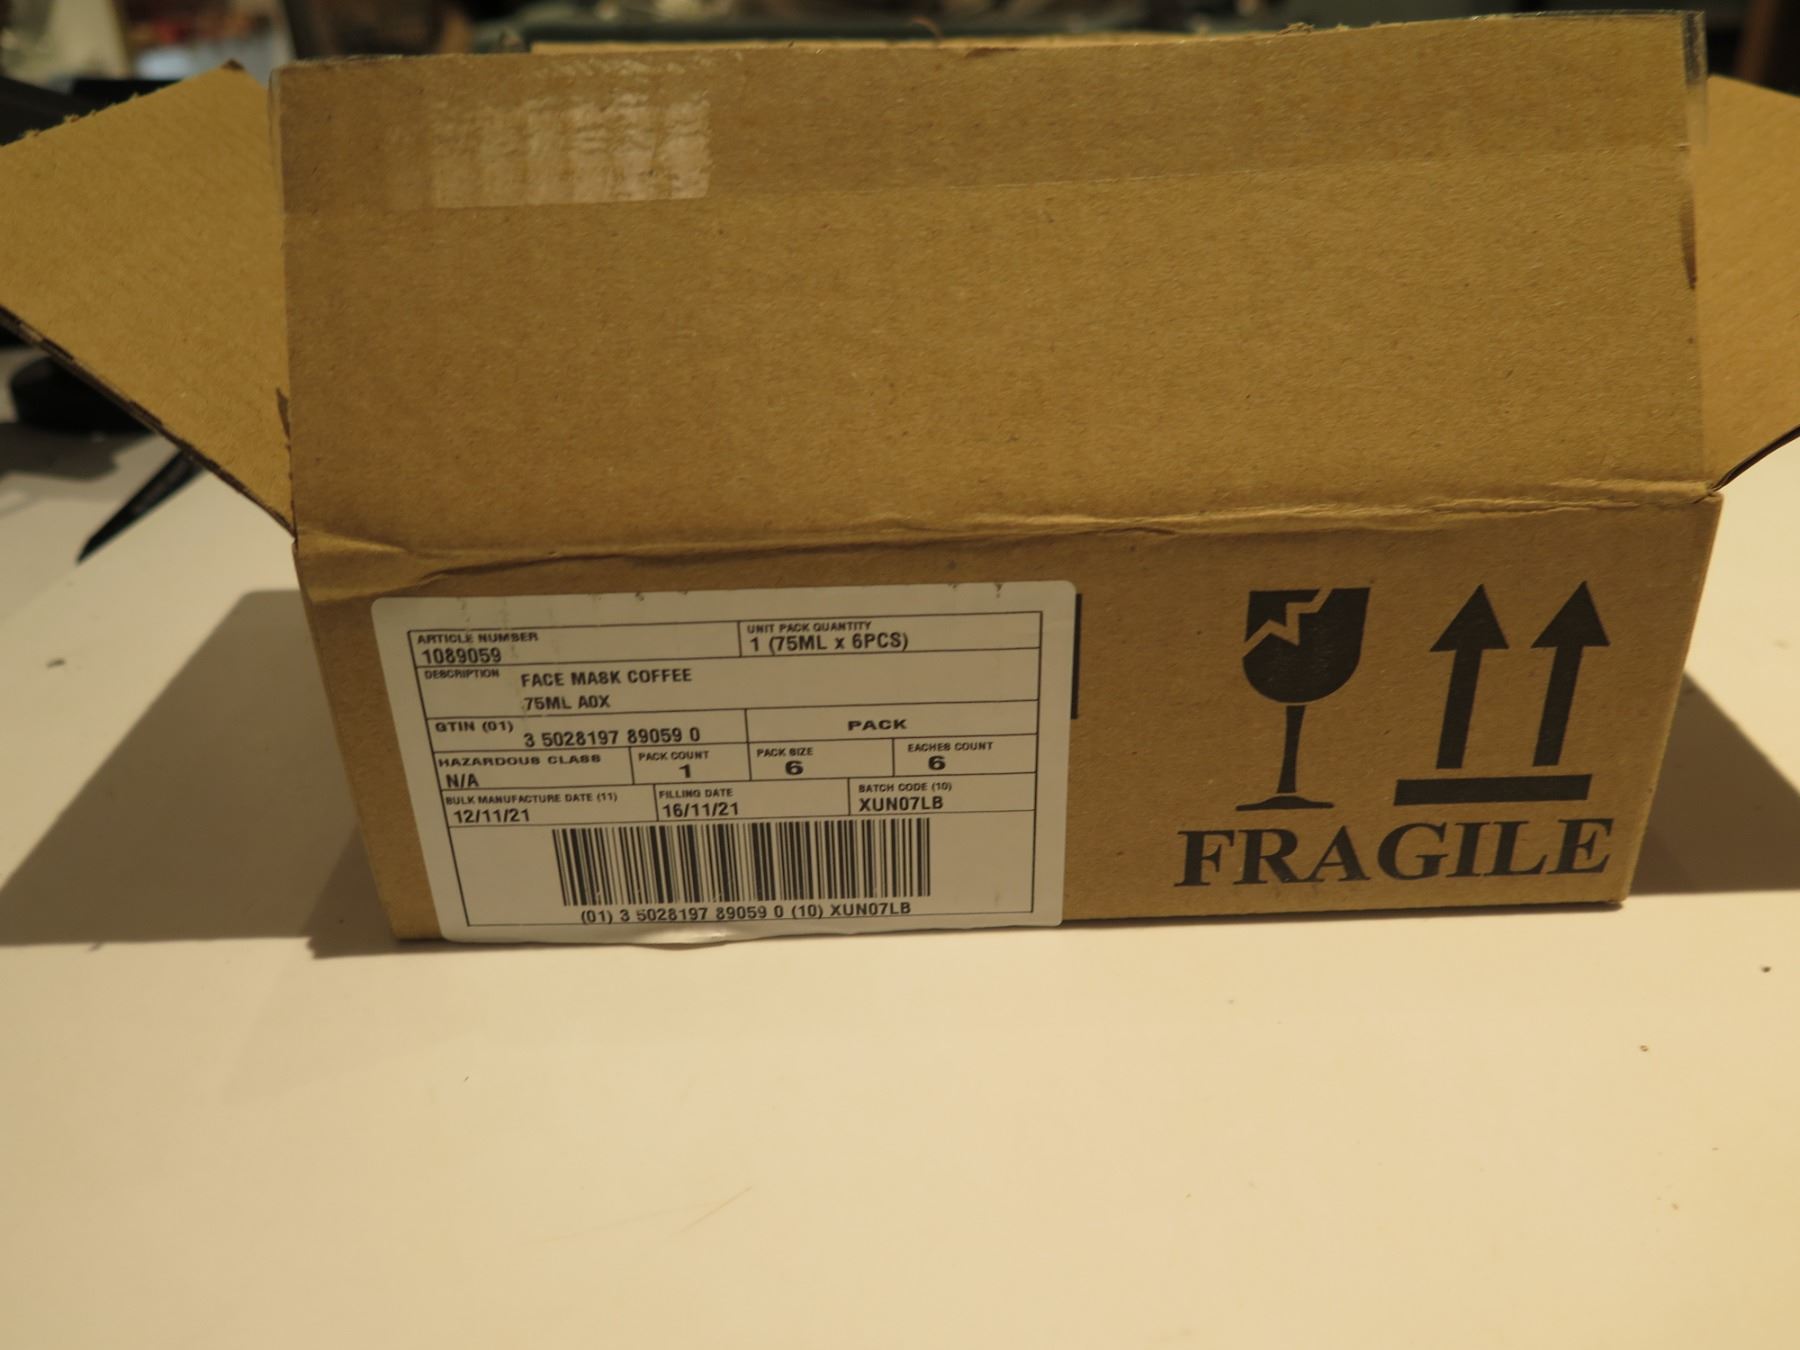 ARTICLE NUMBER
1089059
UNIT PACK QUANTITY
1 (75ML x 6PCS)
DESCRIPTION
FACE MASK COFFEE
75ML AOX
GTIN (01)
3 5028197 89059 0
PACK
HAZARDOUS CLASS
N/A
PACK COUNT
1
PACK SIZE
6
EACHES COUNT
6
BULK MANUFACTURE DATE (11)
12/11/21
FILLING DATE
16/11/21
BATCH CODE (10)
XUN07LB
(01) 3 5028197 89059 0 (10) XUN07LB
FRAGILE